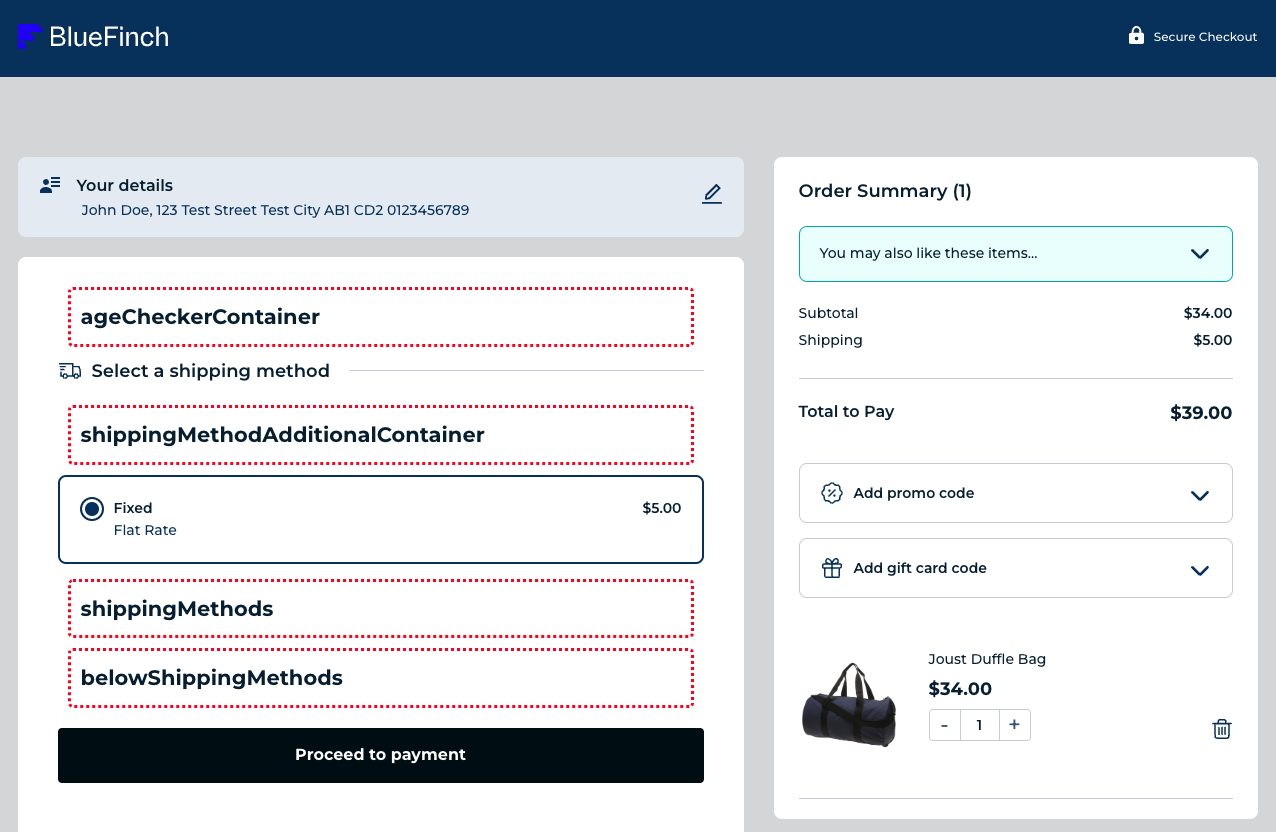 BlueFinch
Secure Checkout
Your details
John Doe, 123 Test Street Test City AB1 CD2 0123456789
ageCheckerContainer
Select a shipping method
shippingMethodAdditionalContainer
Fixed
$5.00
Flat Rate
shippingMethods
belowShippingMethods
Proceed to payment
Order Summary (1)
You may also like these items...
Subtotal $34.00
Shipping $5.00
Total to Pay $39.00
Add promo code
Add gift card code
Joust Duffle Bag
$34.00
- 1 +